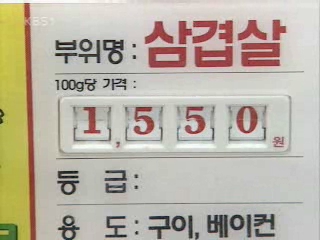 KBS1
부위명 : 삼겹살
100g당 가격 :
1,550원
등 급 :
용 도 : 구이, 베이컨